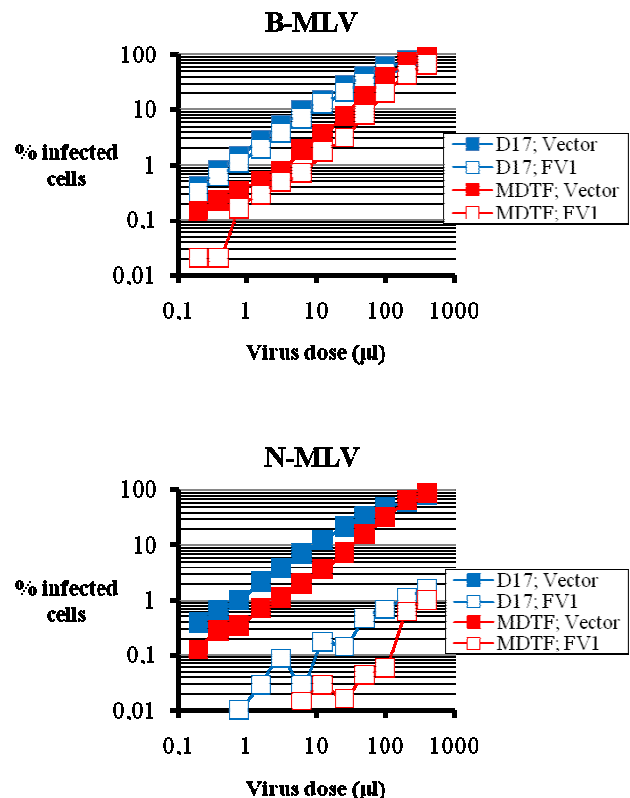 B-MLV
100
10
1
0.1
0,01
% infected
cells
0,1
1
10
100
1000
Virus dose (µl)
D17; Vector
D17; FV1
MDTF; Vector
MDTF; FV1
N-MLV
100
10
1
0.1
0,01
% infected
cells
0,1
1
10
100
1000
Virus dose (µl)
D17; Vector
D17; FV1
MDTF; Vector
MDTF; FV1